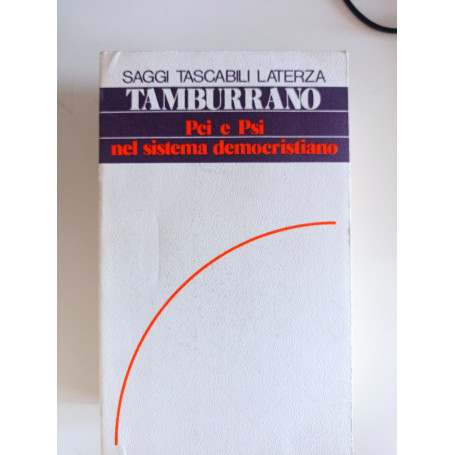 SAGGI TASCABILI LATERZA
TAMBURRANO
Pci e Psi
nel sistema democristiano